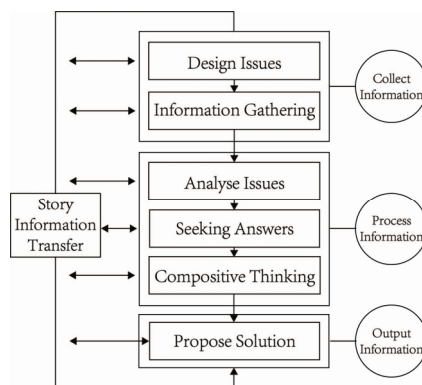 Design Issues
Information Gathering
Collect
Information
Analyse Issues
Seeking Answers
Compositive Thinking
Story
Information
Transfer
Process
Information
Propose Solution
Output
Information